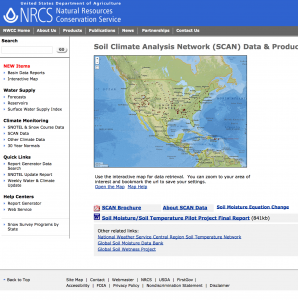 United States Department of Agriculture
NRCS Natural Resources
Conservation Service
NWCC Home About Us Products Publications News Partnerships Contact Us
Search
GO
Soil Climate Analysis Network (SCAN) Data & Produc
NEW Items
Basin Data Reports
Interactive Map
Water Supply
Forecasts
Reservoirs
Surface Water Supply Index
Climate Monitoring
SNOTEL & Snow Course Data
SCAN Data
Other Climate Data
30 Year Normals
Quick Links
Report Generator Data
Search
SNOTEL Update Report
Weekly Water & Climate
Update
Help Centers
Report Generator
Web Service
Snow Survey Programs by
State
Use the interactive map for data retrieval. You can zoom to your area of
interest and bookmark the url to save your settings.
Open the Map Map Help
SCAN Brochure About SCAN Data Soil Moisture Equation Change
Soil Moisture/Soil Temperature Pilot Project Final Report (841kb)
Other related links:
National Weather Service Central Region Soil Temperature Network
Global Soil Moisture Data Bank
Global Soil Wetness Project
Back to Top
Site Map | Contact | Webmaster | NRCS | USDA | FirstGov |
Accessibility | FOIA | Privacy Policy | Nondiscrimination Statement | Disclaimer